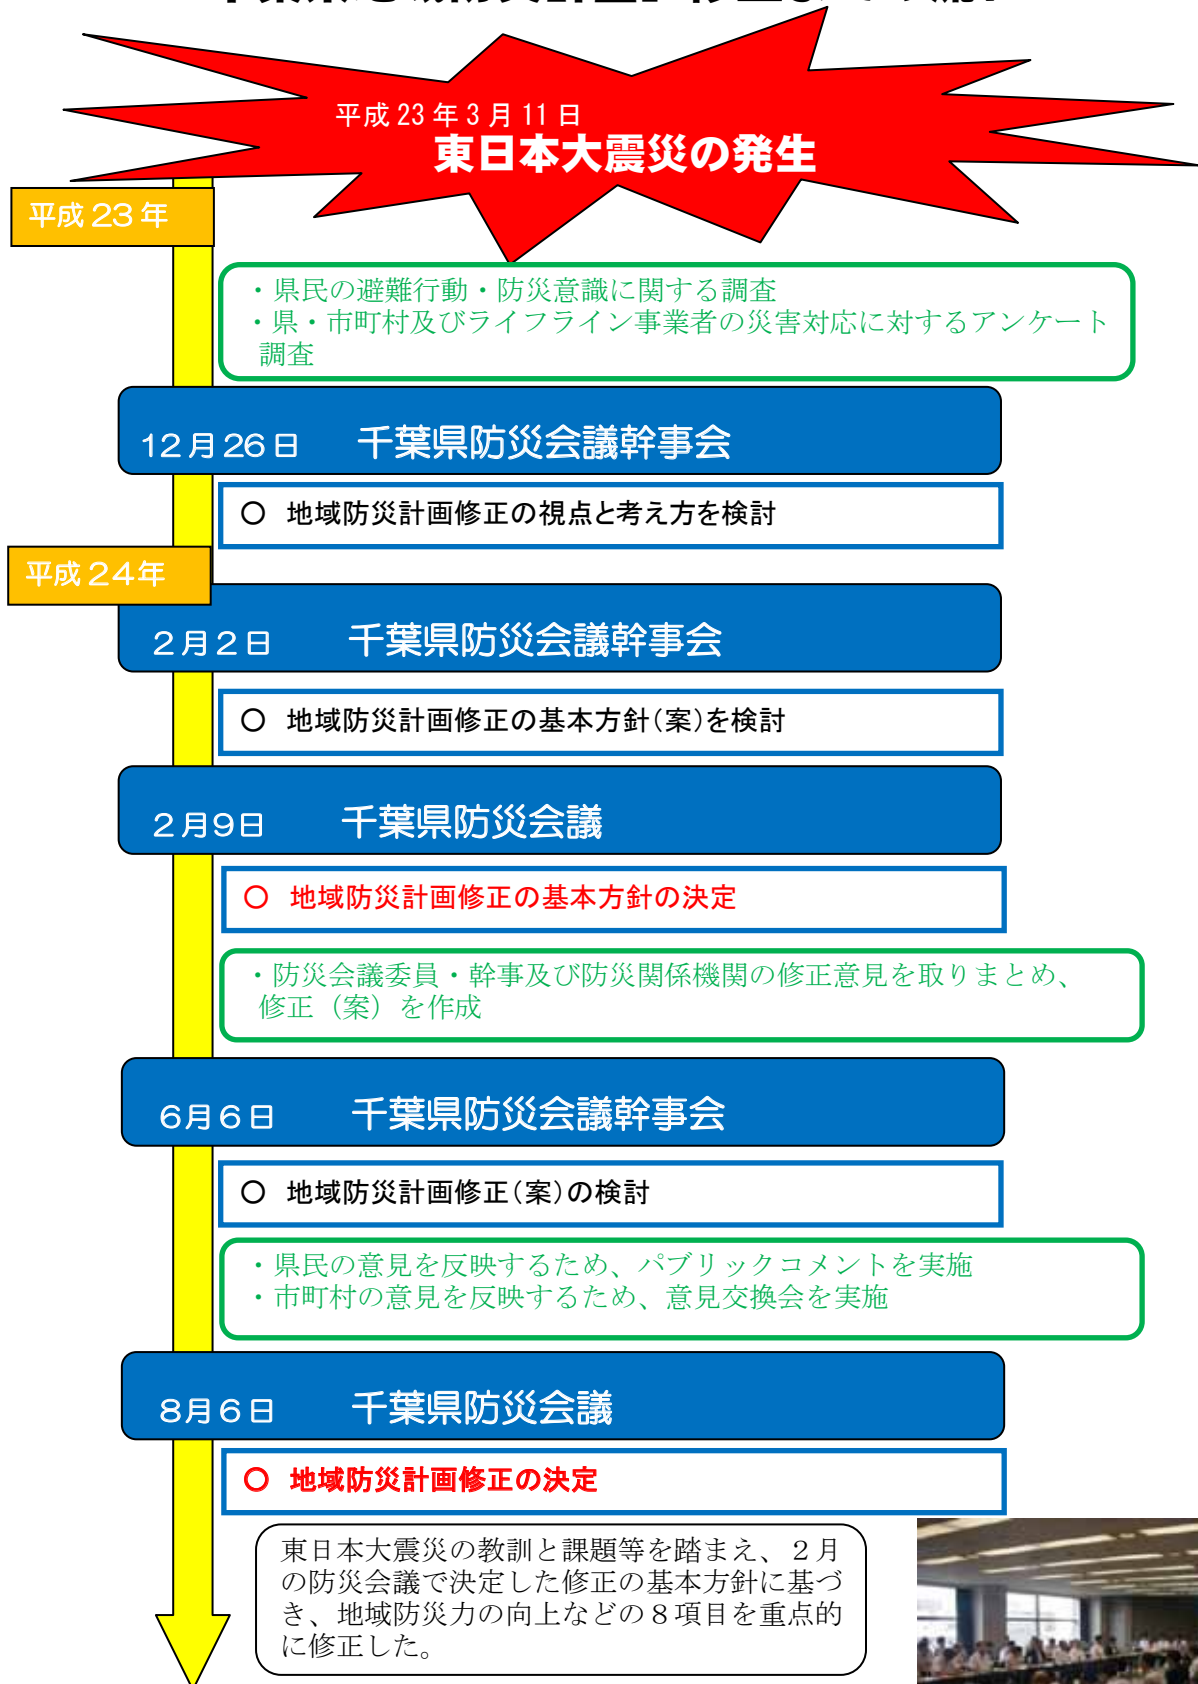 平成23年3月11日
東日本大震災の発生
平成23年
・県民の避難行動・防災意識に関する調査
・県・市町村及びライフライン事業者の災害対応に対するアンケート
調査
12月26日 千葉県防災会議幹事会
○ 地域防災計画修正の視点と考え方を検討
平成24年
2月2日 千葉県防災会議幹事会
○ 地域防災計画修正の基本方針(案)を検討
2月9日 千葉県防災会議
○ 地域防災計画修正の基本方針の決定
・防災会議委員・幹事及び防災関係機関の修正意見を取りまとめ、
修正（案）を作成
6月6日 千葉県防災会議幹事会
○ 地域防災計画修正(案)の検討
・県民の意見を反映するため、パブリックコメントを実施
・市町村の意見を反映するため、意見交換会を実施
8月6日 千葉県防災会議
○ 地域防災計画修正の決定
東日本大震災の教訓と課題等を踏まえ、２月
の防災会議で決定した修正の基本方針に基づ
き、地域防災力の向上などの８項目を重点的
に修正した。